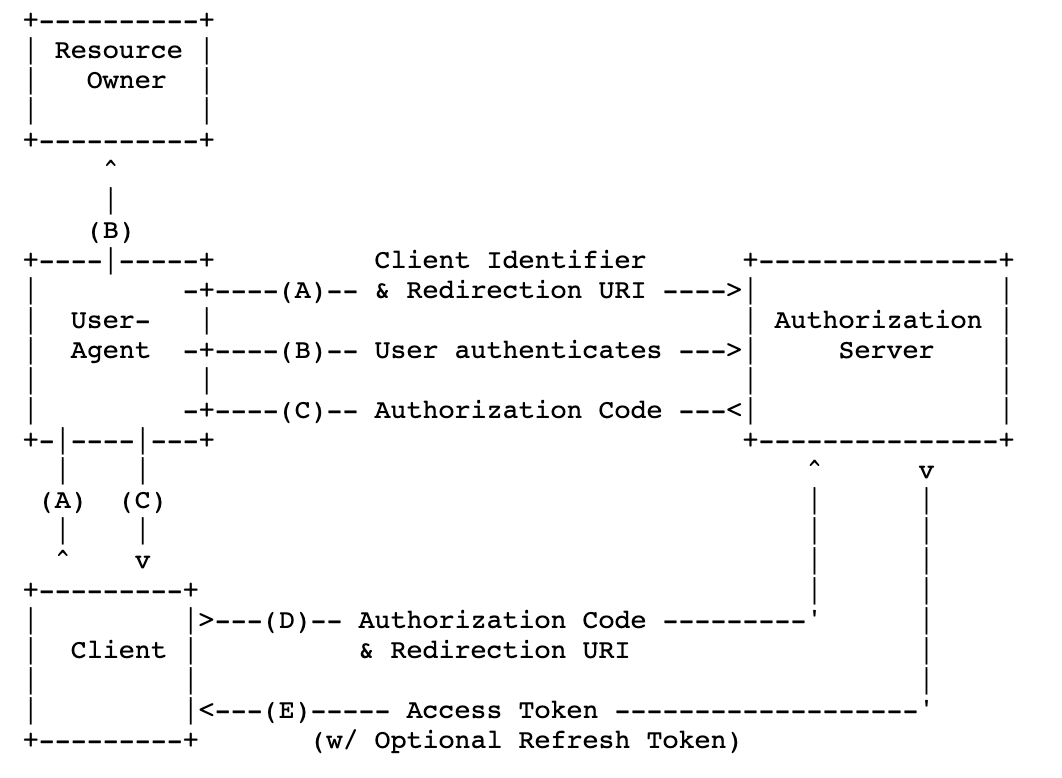 +----------+
| Resource |
|   Owner  |
|          |
+----------+
     ^
     |
    (B)
+----|-----+          Client Identifier      +---------------+
|         -+----(A)-- & Redirection URI ---->|               |
|  User-   |                                 | Authorization |
|  Agent  -+----(B)-- User authenticates --->|     Server    |
|          |                                 |               |
|         -+----(C)-- Authorization Code ---<|               |
+-|----|---+                                 +---------------+
  |    |                                         ^      v
 (A)  (C)                                        |      |
  |    |                                         |      |
  ^    v                                         |      |
+---------+                                      |      |
|         |>---(D)-- Authorization Code ---------'      |
|  Client |          & Redirection URI                  |
|         |                                             |
|         |<---(E)----- Access Token -------------------'
+---------+       (w/ Optional Refresh Token)